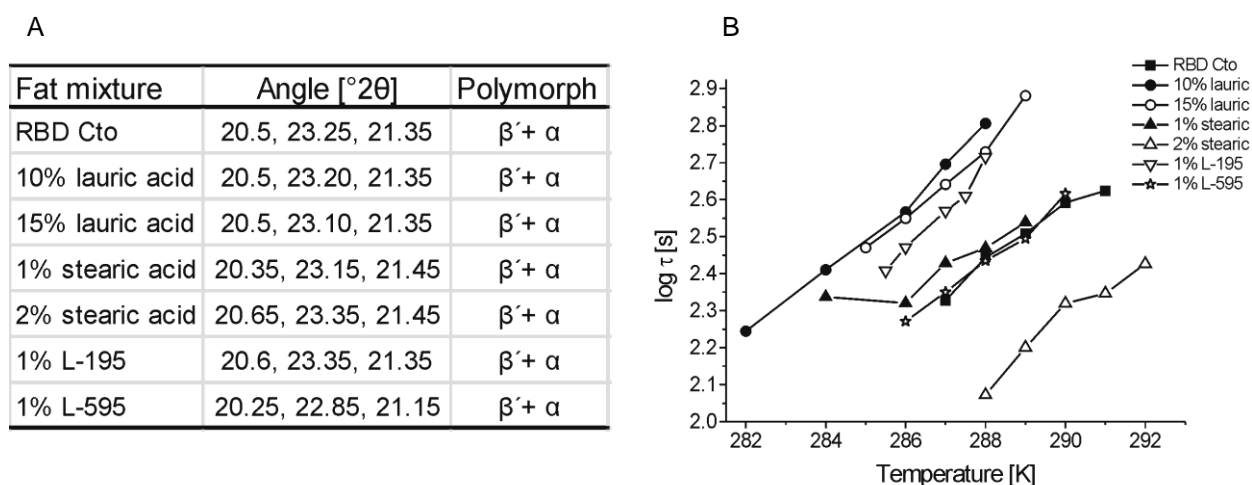 A
Fat mixture Angle [°2θ] Polymorph
RBD Cto 20.5, 23.25, 21.35 β´+ α
10% lauric acid 20.5, 23.20, 21.35 β´+ α
15% lauric acid 20.5, 23.10, 21.35 β´+ α
1% stearic acid 20.35, 23.15, 21.45 β´+ α
2% stearic acid 20.65, 23.35, 21.45 β´+ α
1% L-195 20.6, 23.35, 21.35 β´+ α
1% L-595 20.25, 22.85, 21.15 β´+ α
B
RBD Cto
10% lauric
15% lauric
1% stearic
2% stearic
1% L-195
1% L-595
log τ [s]
2.9
2.8
2.7
2.6
2.5
2.4
2.3
2.2
2.1
2.0
282 284 286 288 290 292
Temperature [K]